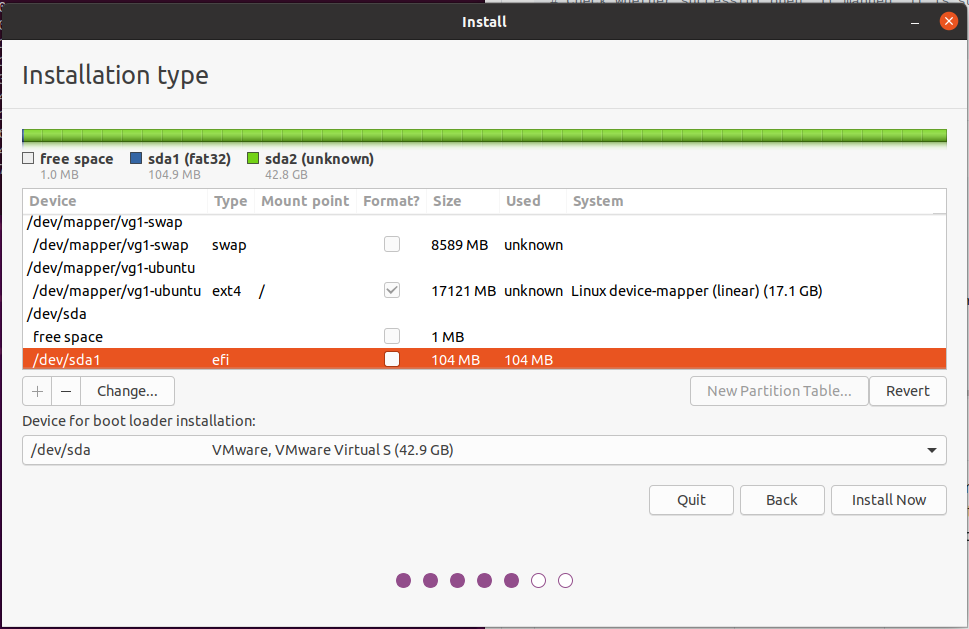 Install
Installation type
free space sda1 (fat32) sda2 (unknown)
1.0 MB 104.9 MB 42.8 GB
Device Type Mount point Format? Size Used System
/dev/mapper/vg1-swap
/dev/mapper/vg1-swap swap 8589 MB unknown
/dev/mapper/vg1-ubuntu
/dev/mapper/vg1-ubuntu ext4 / 17121 MB unknown Linux device-mapper (linear) (17.1 GB)
/dev/sda
free space 1 MB
/dev/sda1 efi 104 MB 104 MB
+ − Change... New Partition Table... Revert
Device for boot loader installation:
/dev/sda VMware, VMware Virtual S (42.9 GB)
Quit Back Install Now